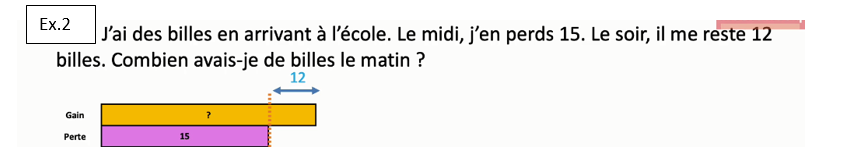 Ex.2
J’ai des billes en arrivant à l’école. Le midi, j’en perds 15. Le soir, il me reste 12
billes. Combien avais-je de billes le matin ?
12
Gain ?
Perte 15